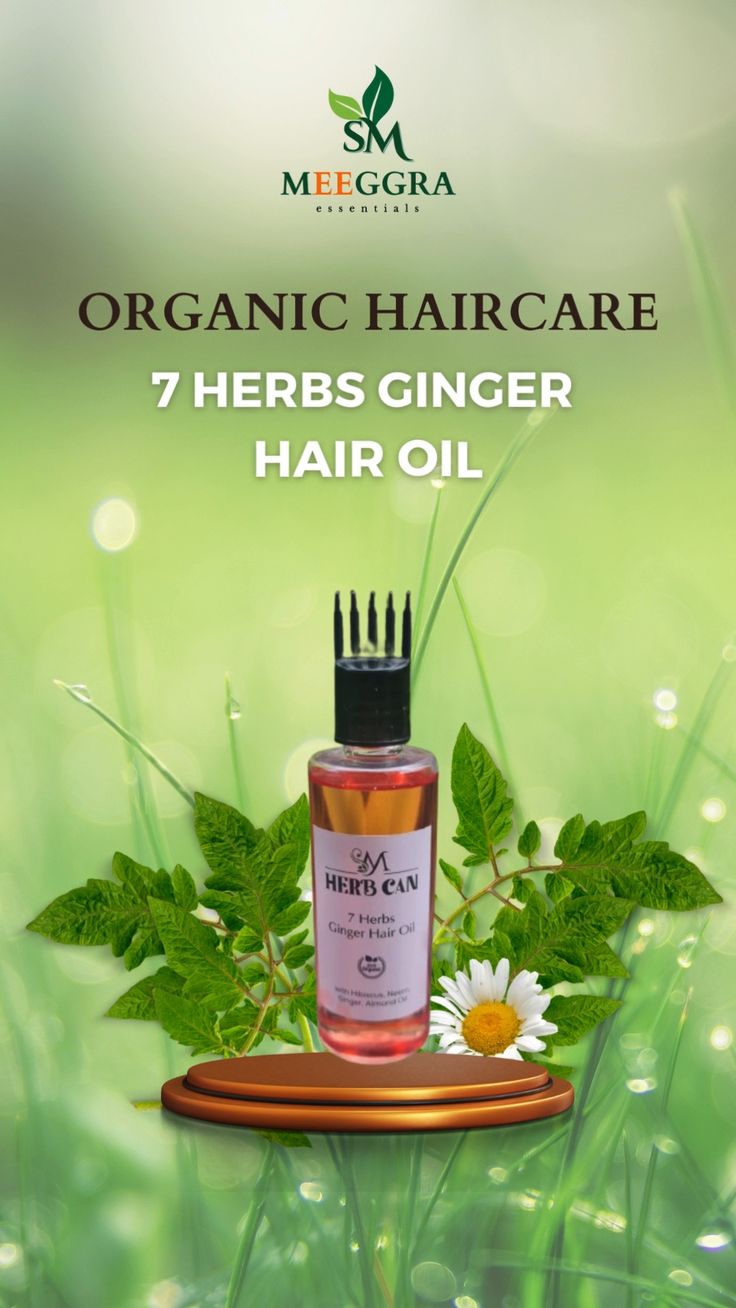 SM
MEEGGRA
essentials
ORGANIC HAIRCARE
7 HERBS GINGER
HAIR OIL
SM
HERB CAN
7 Herbs
Ginger Hair Oil
with Hibiscus, Neem,
Ginger, Almond Oil